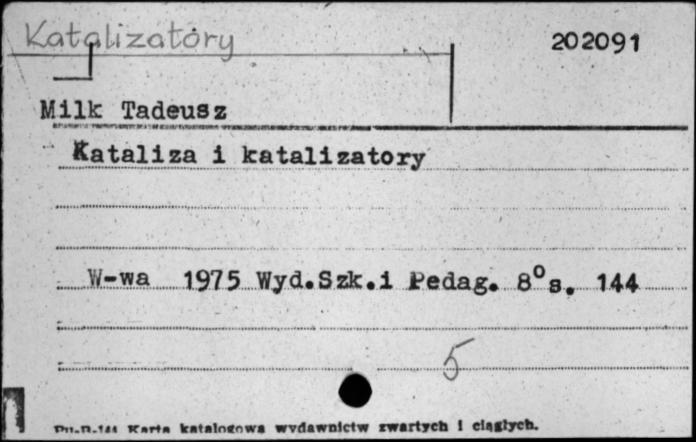 Katalizatory
202091
Milk Tadeusz
Kataliza i katalizatory
W-wa 1975 Wyd.Szk.i Pedag. 8° s. 144
5
Karta katalogowa wydawnictw zwartych i ciągłych.